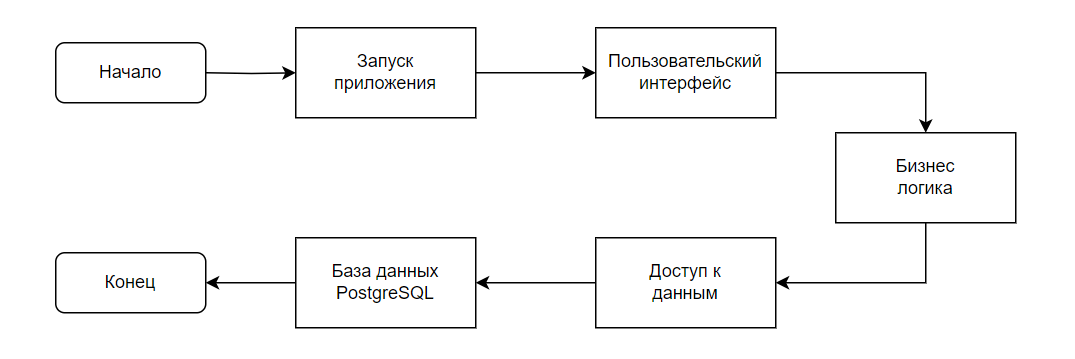 Начало
Запуск
приложения
Пользовательский
интерфейс
Бизнес
логика
Доступ к
данным
База данных
PostgreSQL
Конец